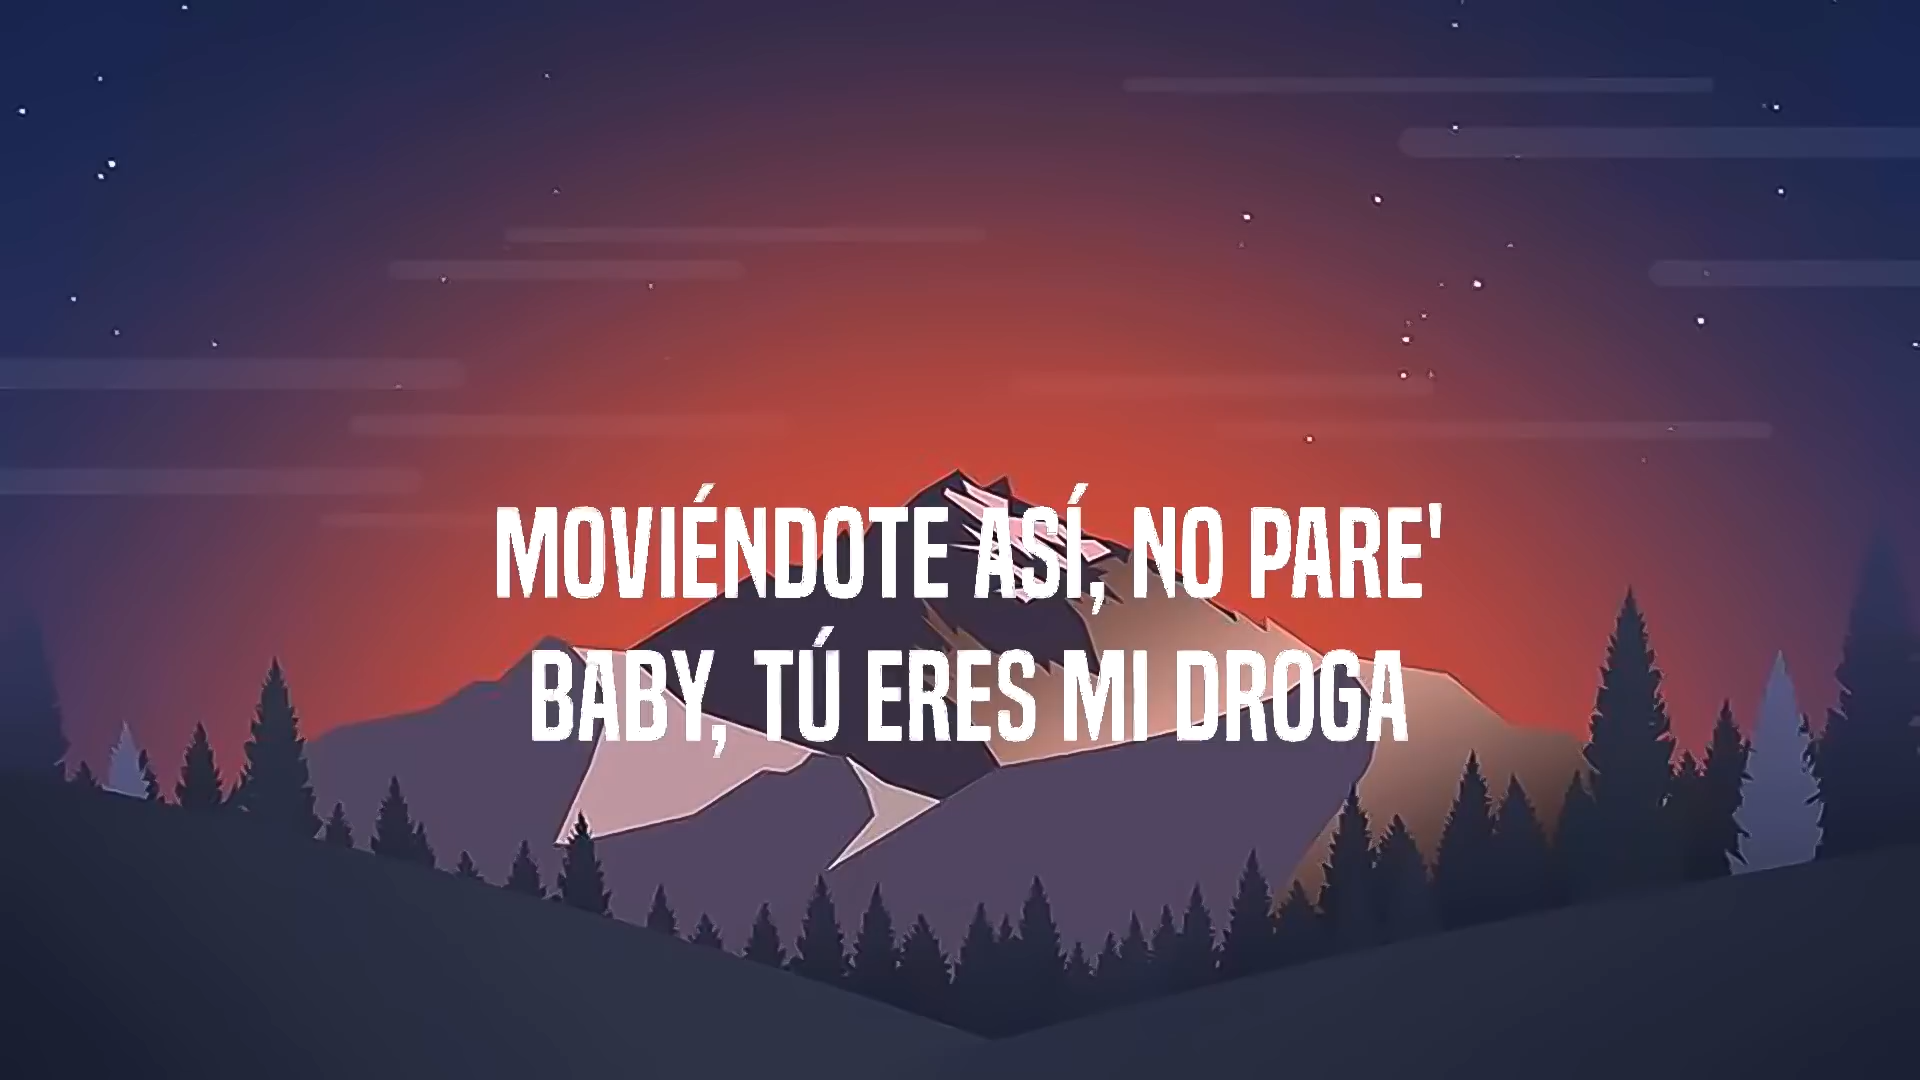 MOVIÉNDOTE ASÍ, NO PARE'
BABY, TÚ ERES MI DROGA